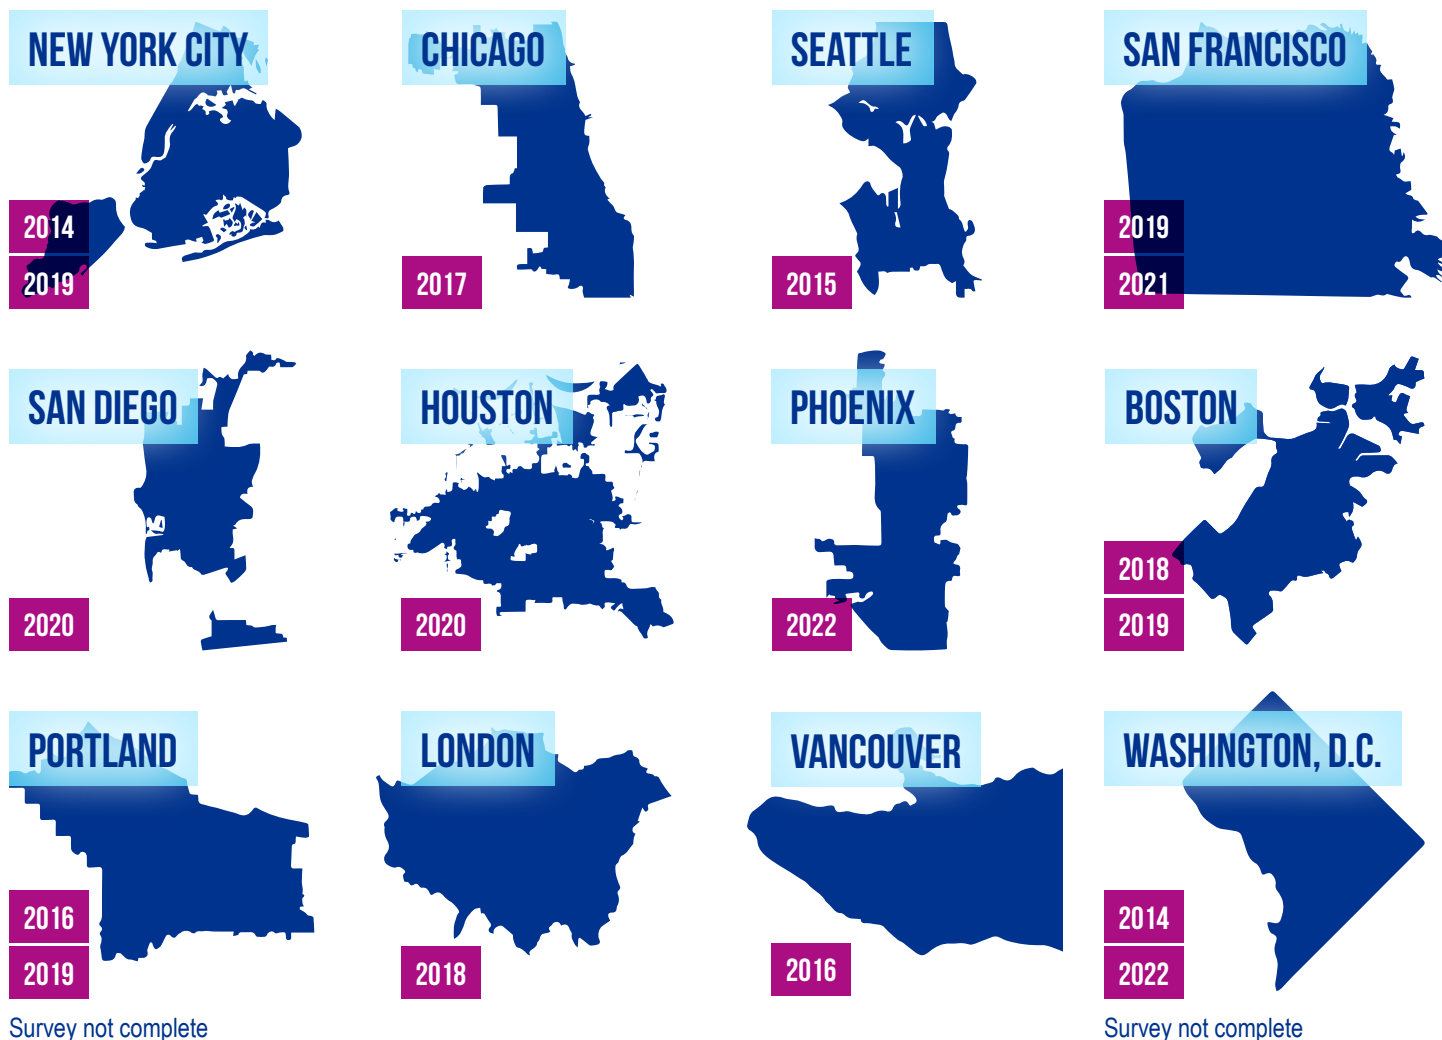 NEW YORK CITY
2014
2019
CHICAGO
2017
SEATTLE
2015
SAN FRANCISCO
2019
2021
SAN DIEGO
2020
HOUSTON
2020
PHOENIX
2022
BOSTON
2018
2019
PORTLAND
2016
2019
Survey not complete
LONDON
2018
VANCOUVER
2016
WASHINGTON, D.C.
2014
2022
Survey not complete